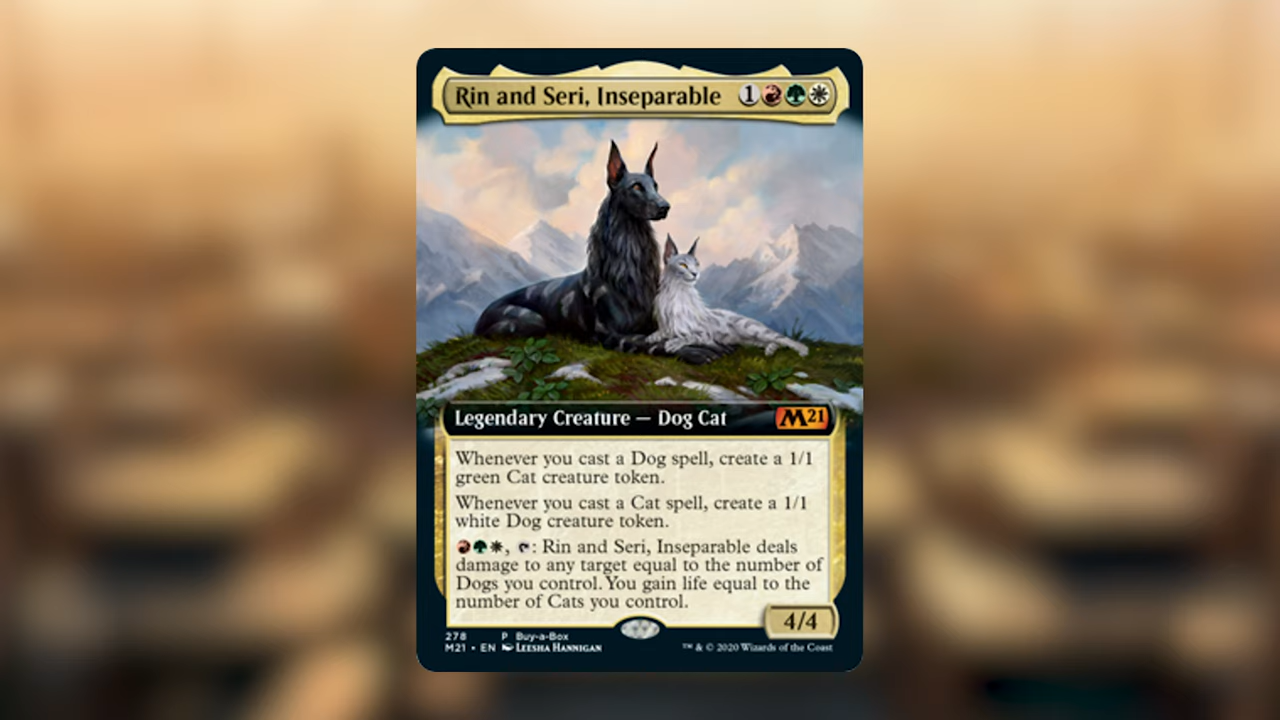 Rin and Seri, Inseparable 1
Legendary Creature — Dog Cat M21
Whenever you cast a Dog spell, create a 1/1
green Cat creature token.
Whenever you cast a Cat spell, create a 1/1
white Dog creature token.
, : Rin and Seri, Inseparable deals
damage to any target equal to the number of
Dogs you control. You gain life equal to the
number of Cats you control.
4/4
278 P Buy-a-Box
M21 • EN Leesha Hannigan ™ & © 2020 Wizards of the Coast